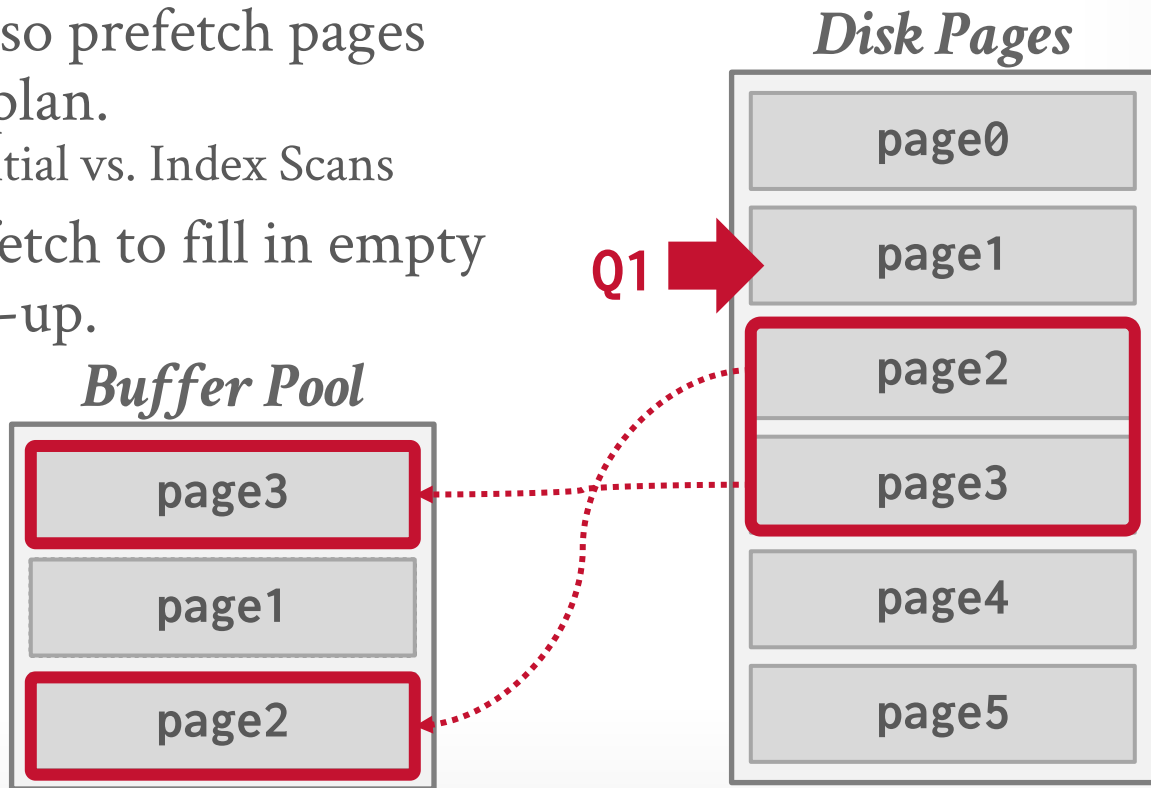 so prefetch pages
plan.
tial vs. Index Scans
fetch to fill in empty
-up.
Buffer Pool
page3
page1
page2
Q1
Disk Pages
page0
page1
page2
page3
page4
page5